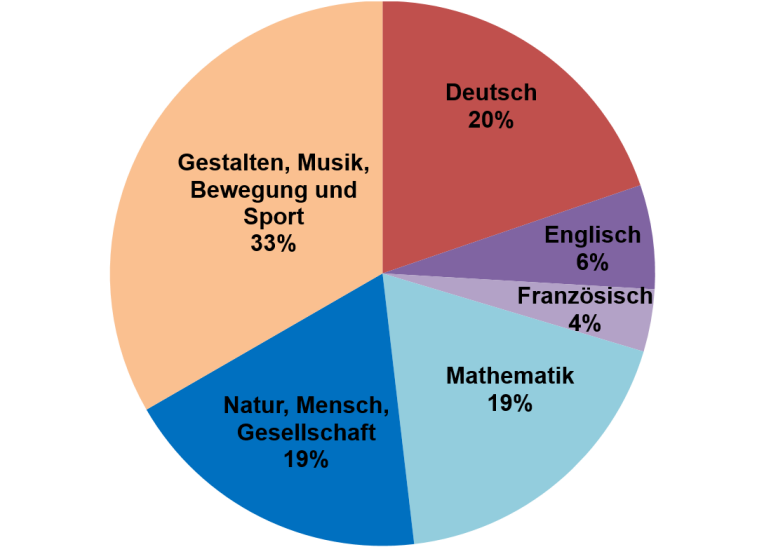 Deutsch
20%
Englisch
6%
Französisch
4%
Mathematik
19%
Natur, Mensch,
Gesellschaft
19%
Gestalten, Musik,
Bewegung und
Sport
33%